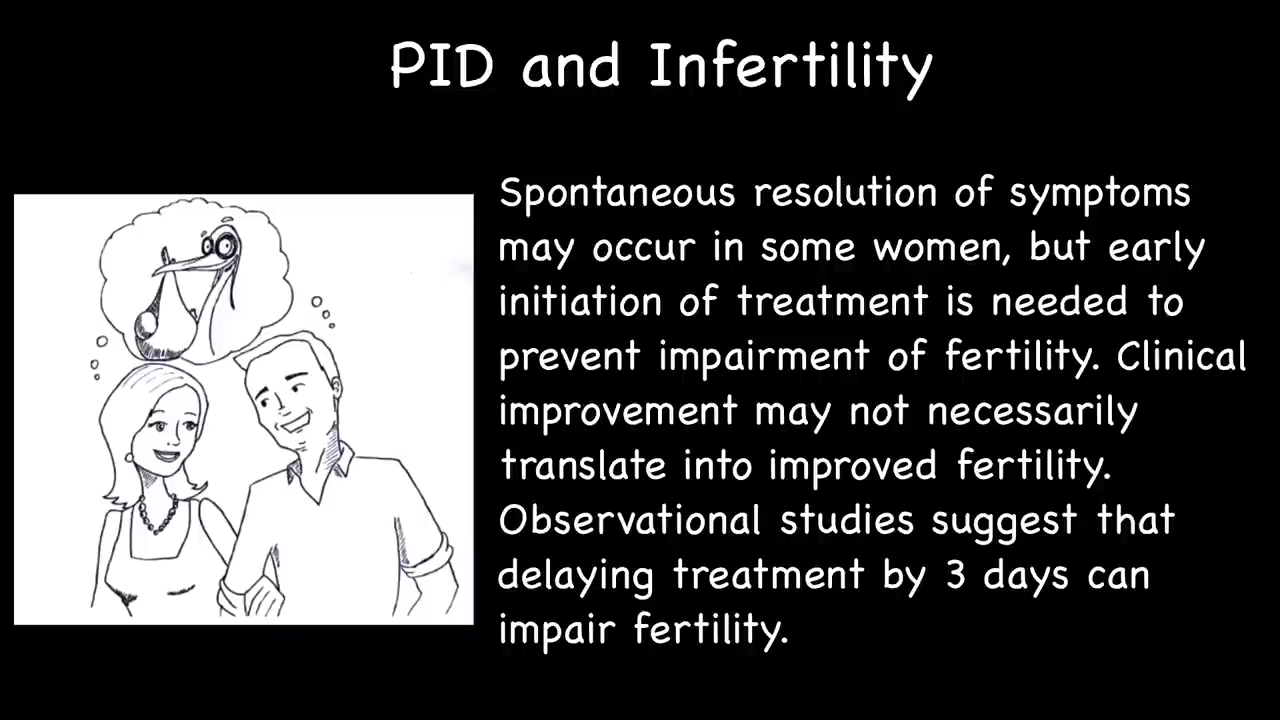 PID and Infertility
Spontaneous resolution of symptoms
may occur in some women, but early
initiation of treatment is needed to
prevent impairment of fertility. Clinical
improvement may not necessarily
translate into improved fertility.
Observational studies suggest that
delaying treatment by 3 days can
impair fertility.